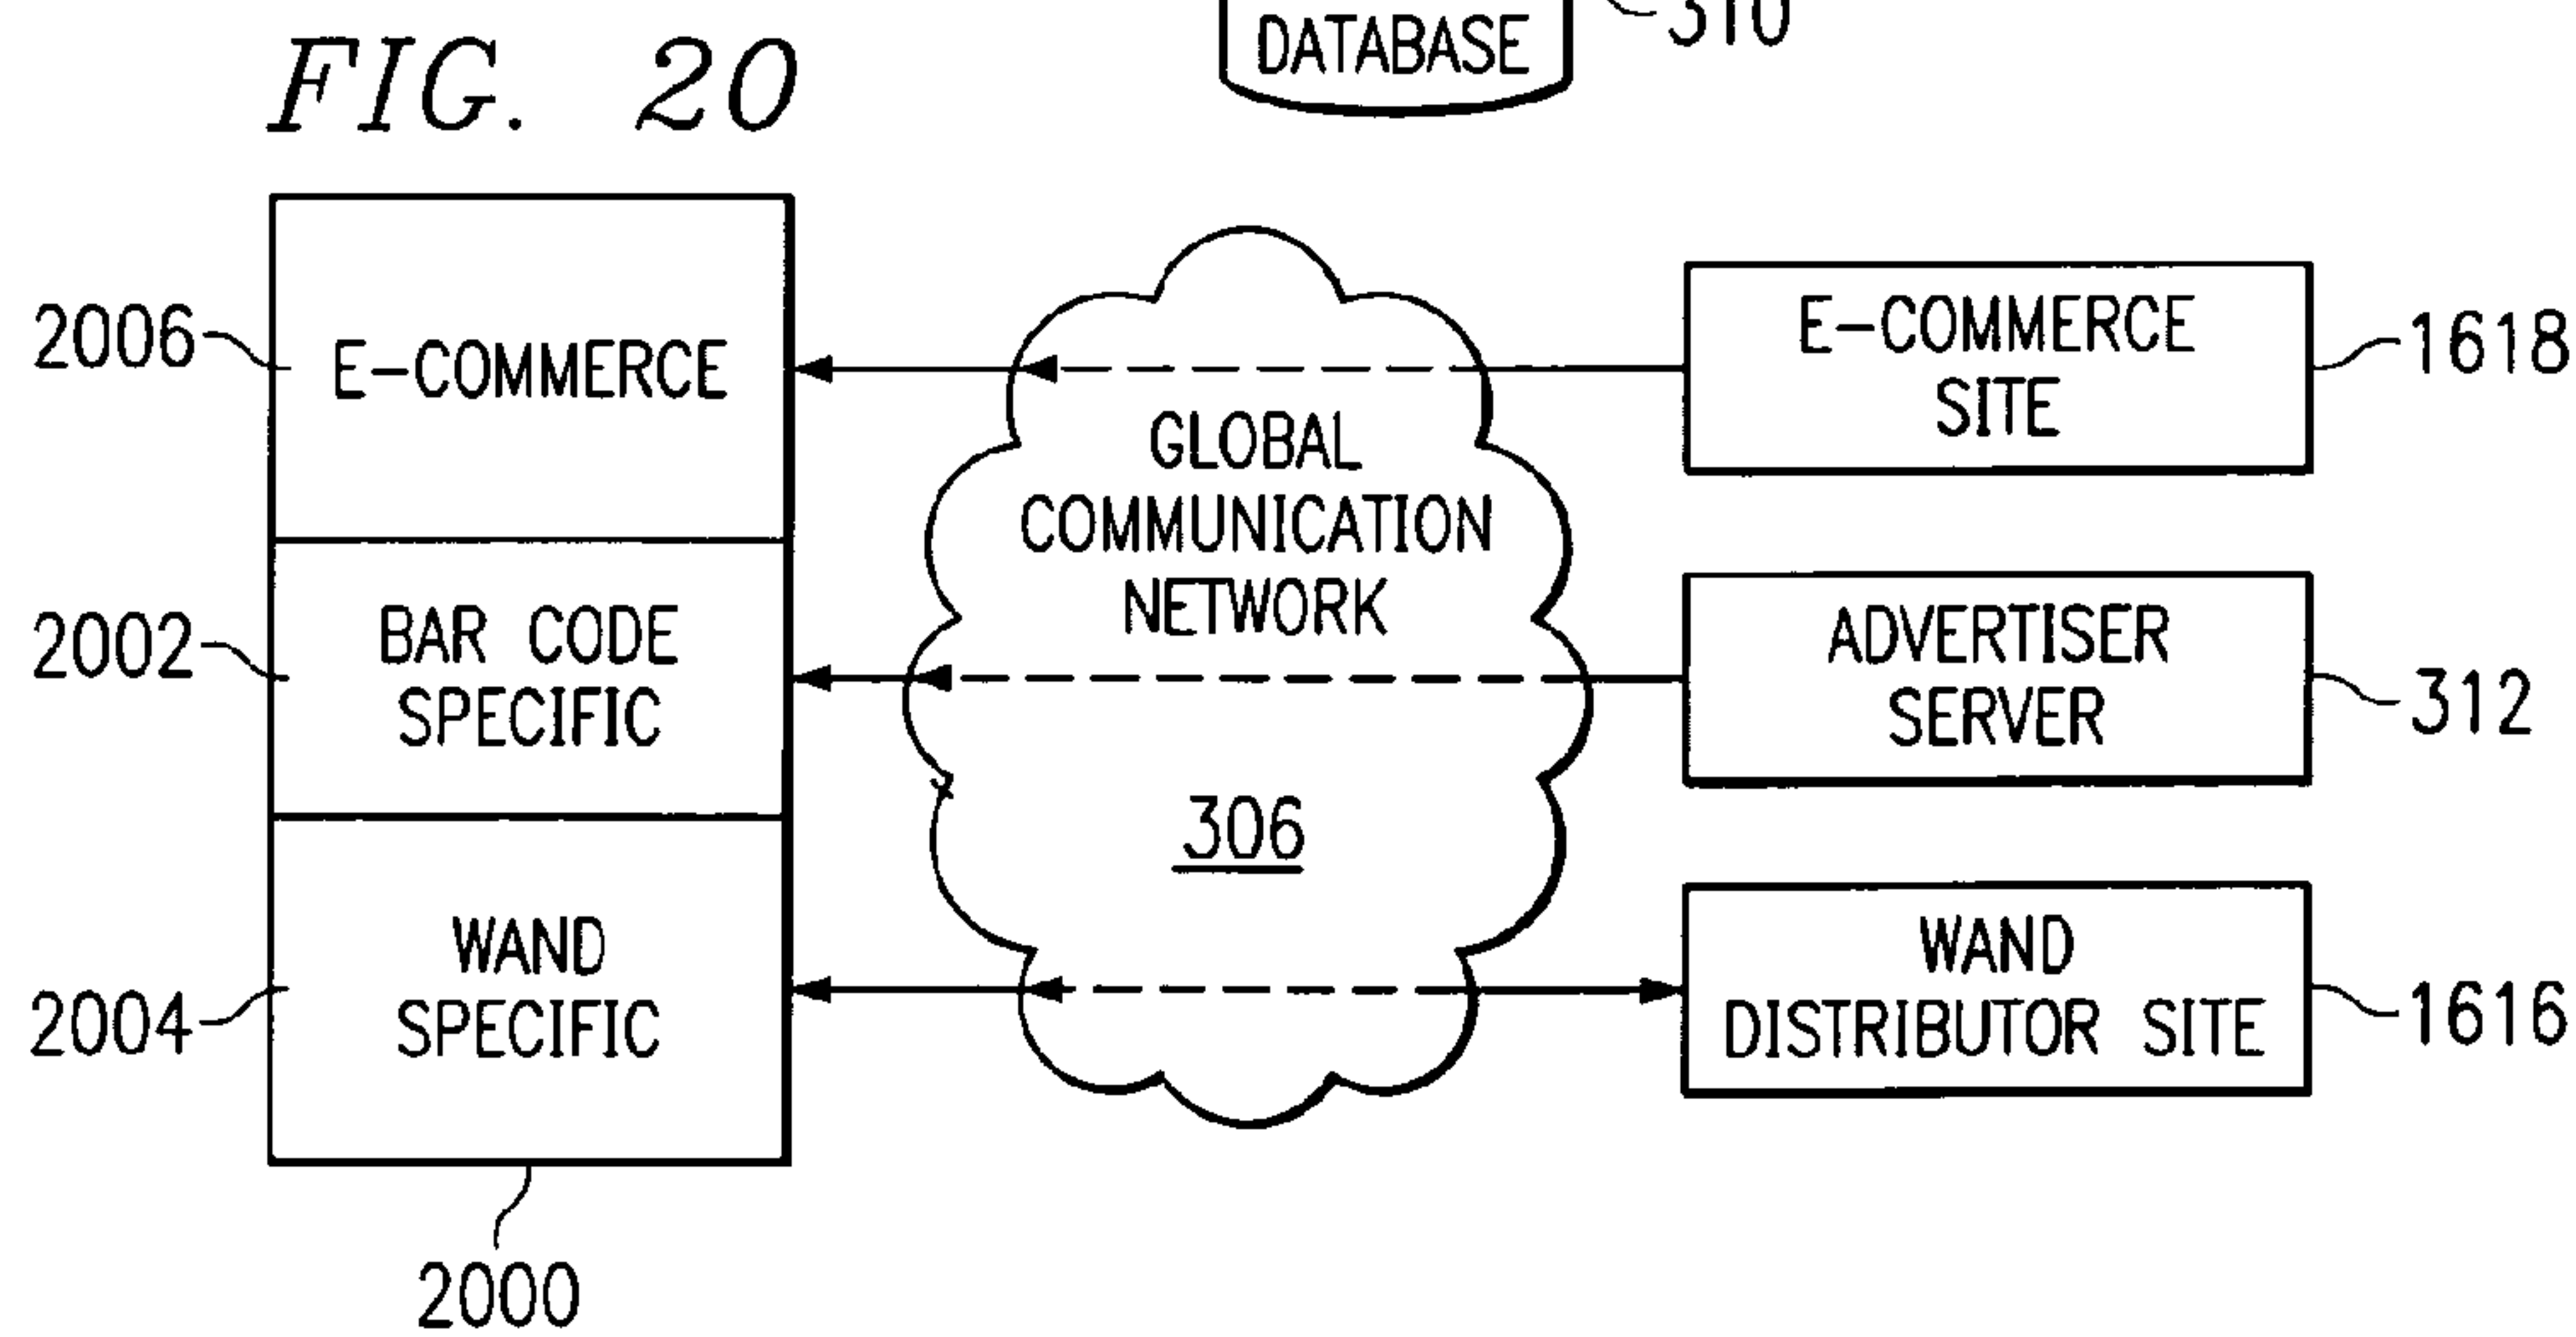 FIG. 20
DATABASE
310
2006
E-COMMERCE
2002
BAR CODE
SPECIFIC
2004
WAND
SPECIFIC
2000
GLOBAL
COMMUNICATION
NETWORK
306
E-COMMERCE
SITE
1618
ADVERTISER
SERVER
312
WAND
DISTRIBUTOR SITE
1616